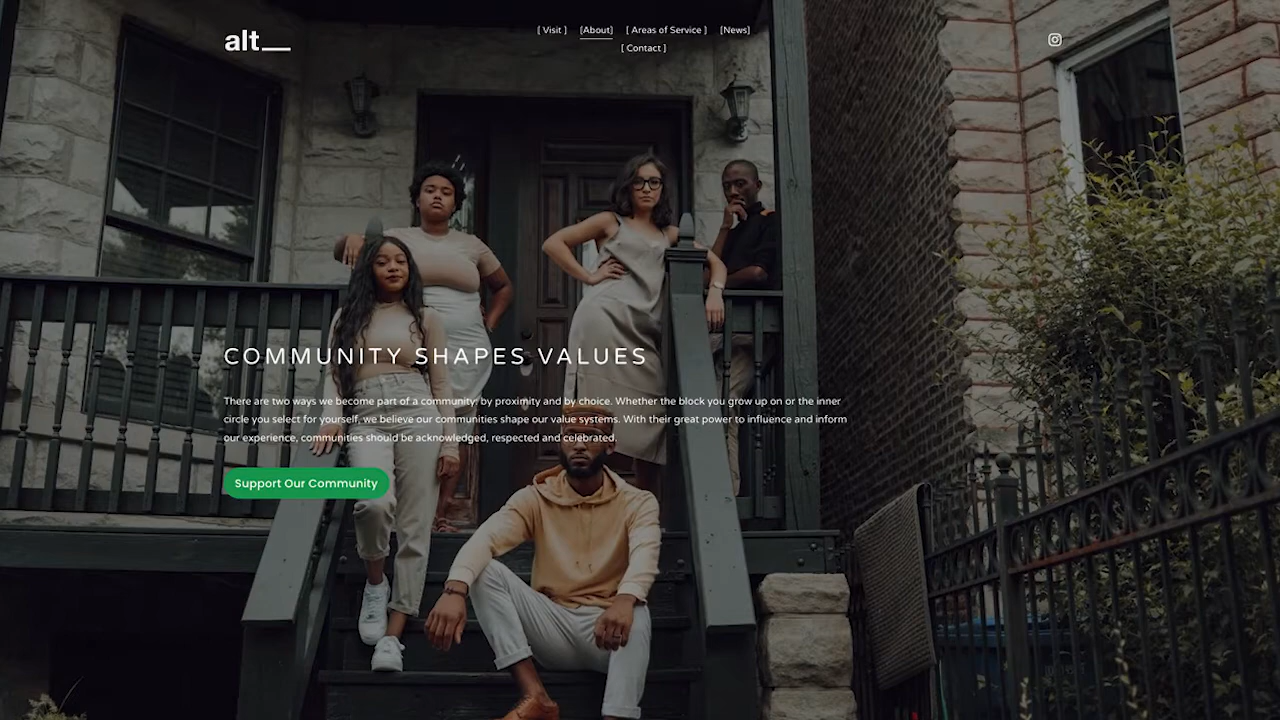 alt__
[ Visit ] [About] [ Areas of Service ] [News]
[ Contact ]
COMMUNITY SHAPES VALUES
There are two ways we become part of a community; by proximity and by choice. Whether the block you grow up on or the inner
circle you select for yourself, we believe our communities shape our value systems. With their great power to influence and inform
our experience, communities should be acknowledged, respected and celebrated.
Support Our Community